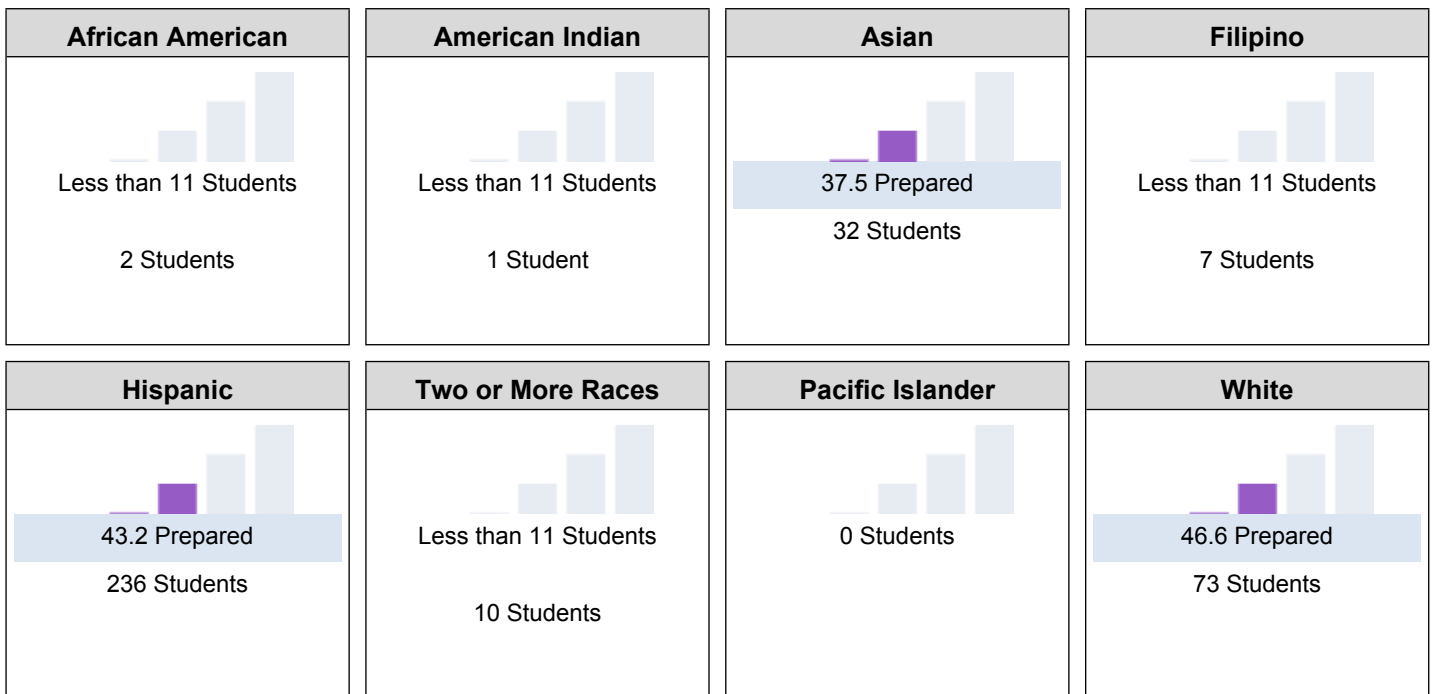 African American
Less than 11 Students
2 Students
American Indian
Less than 11 Students
1 Student
Asian
37.5 Prepared
32 Students
Filipino
Less than 11 Students
7 Students
Hispanic
43.2 Prepared
236 Students
Two or More Races
Less than 11 Students
10 Students
Pacific Islander
0 Students
White
46.6 Prepared
73 Students